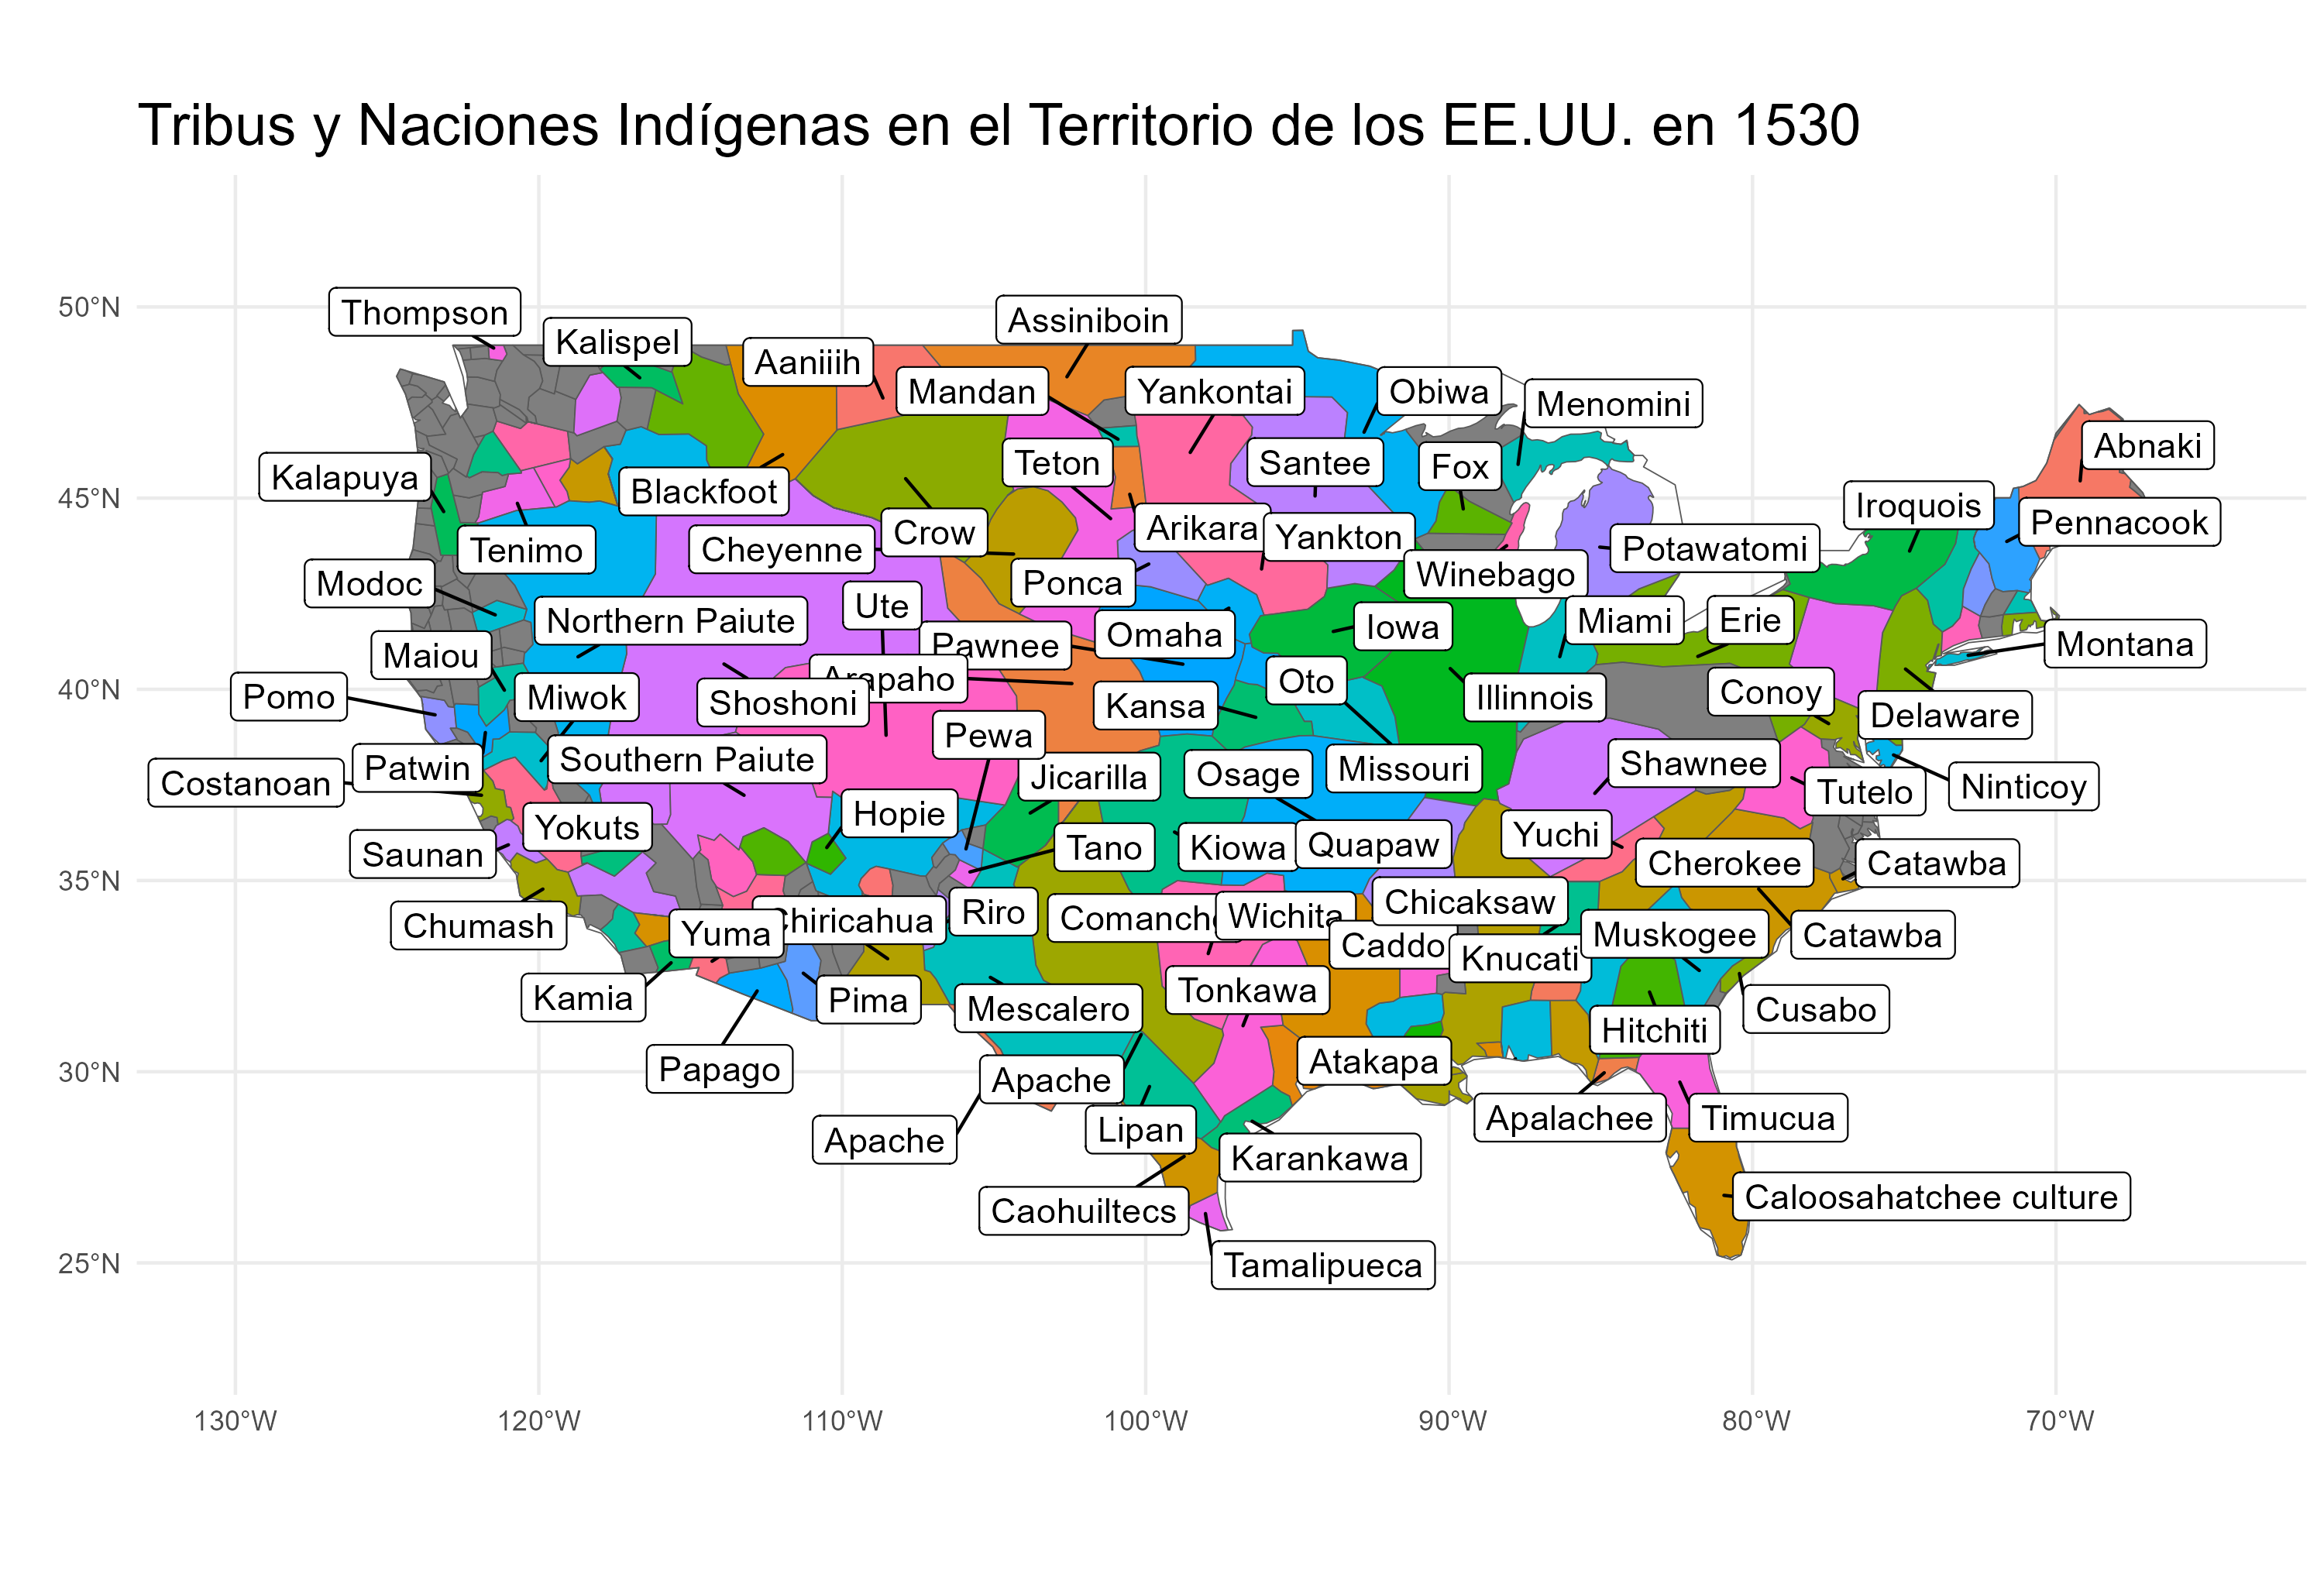 Tribus y Naciones Indígenas en el Territorio de los EE.UU. en 1530
50°N
45°N
40°N
35°N
30°N
25°N
Thompson
Assiniboin
Kalispel
Aaniiih
Mandan
Yankontai
Obiwa
Menomini
Abnaki
Teton
Santee
Fox
Kalapuya
Blackfoot
Iroquois
Pennacook
Crow
Arikara
Yankton
Tenimo
Cheyenne
Potawatomi
Modoc
Ponca
Winebago
Ute
Northern Paiute
Miami
Erie
Iowa
Omaha
Pawnee
Montana
Maiou
Arapaho
Oto
Pomo
Miwok
Shoshoni
Kansa
Illinnois
Conoy
Delaware
Pewa
Southern Paiute
Patwin
Costanoan
Jicarilla
Osage
Missouri
Shawnee
Tutelo
Ninticoy
Hopie
Yokuts
Saunan
Tano
Kiowa
Quapaw
Yuchi
Cherokee
Catawba
Chumash
Yuma
Chiricahua
Riro
Comanche
Wichita
Chicaksaw
Caddo
Muskogee
Catawba
Knucati
Kamia
Pima
Mescalero
Tonkawa
Cusabo
Hitchiti
Papago
Apache
Atakapa
Apache
Lipan
Apalachee
Timucua
Karankawa
Caohuiltecs
Caloosahatchee culture
Tamalipueca
130°W
120°W
110°W
100°W
90°W
80°W
70°W